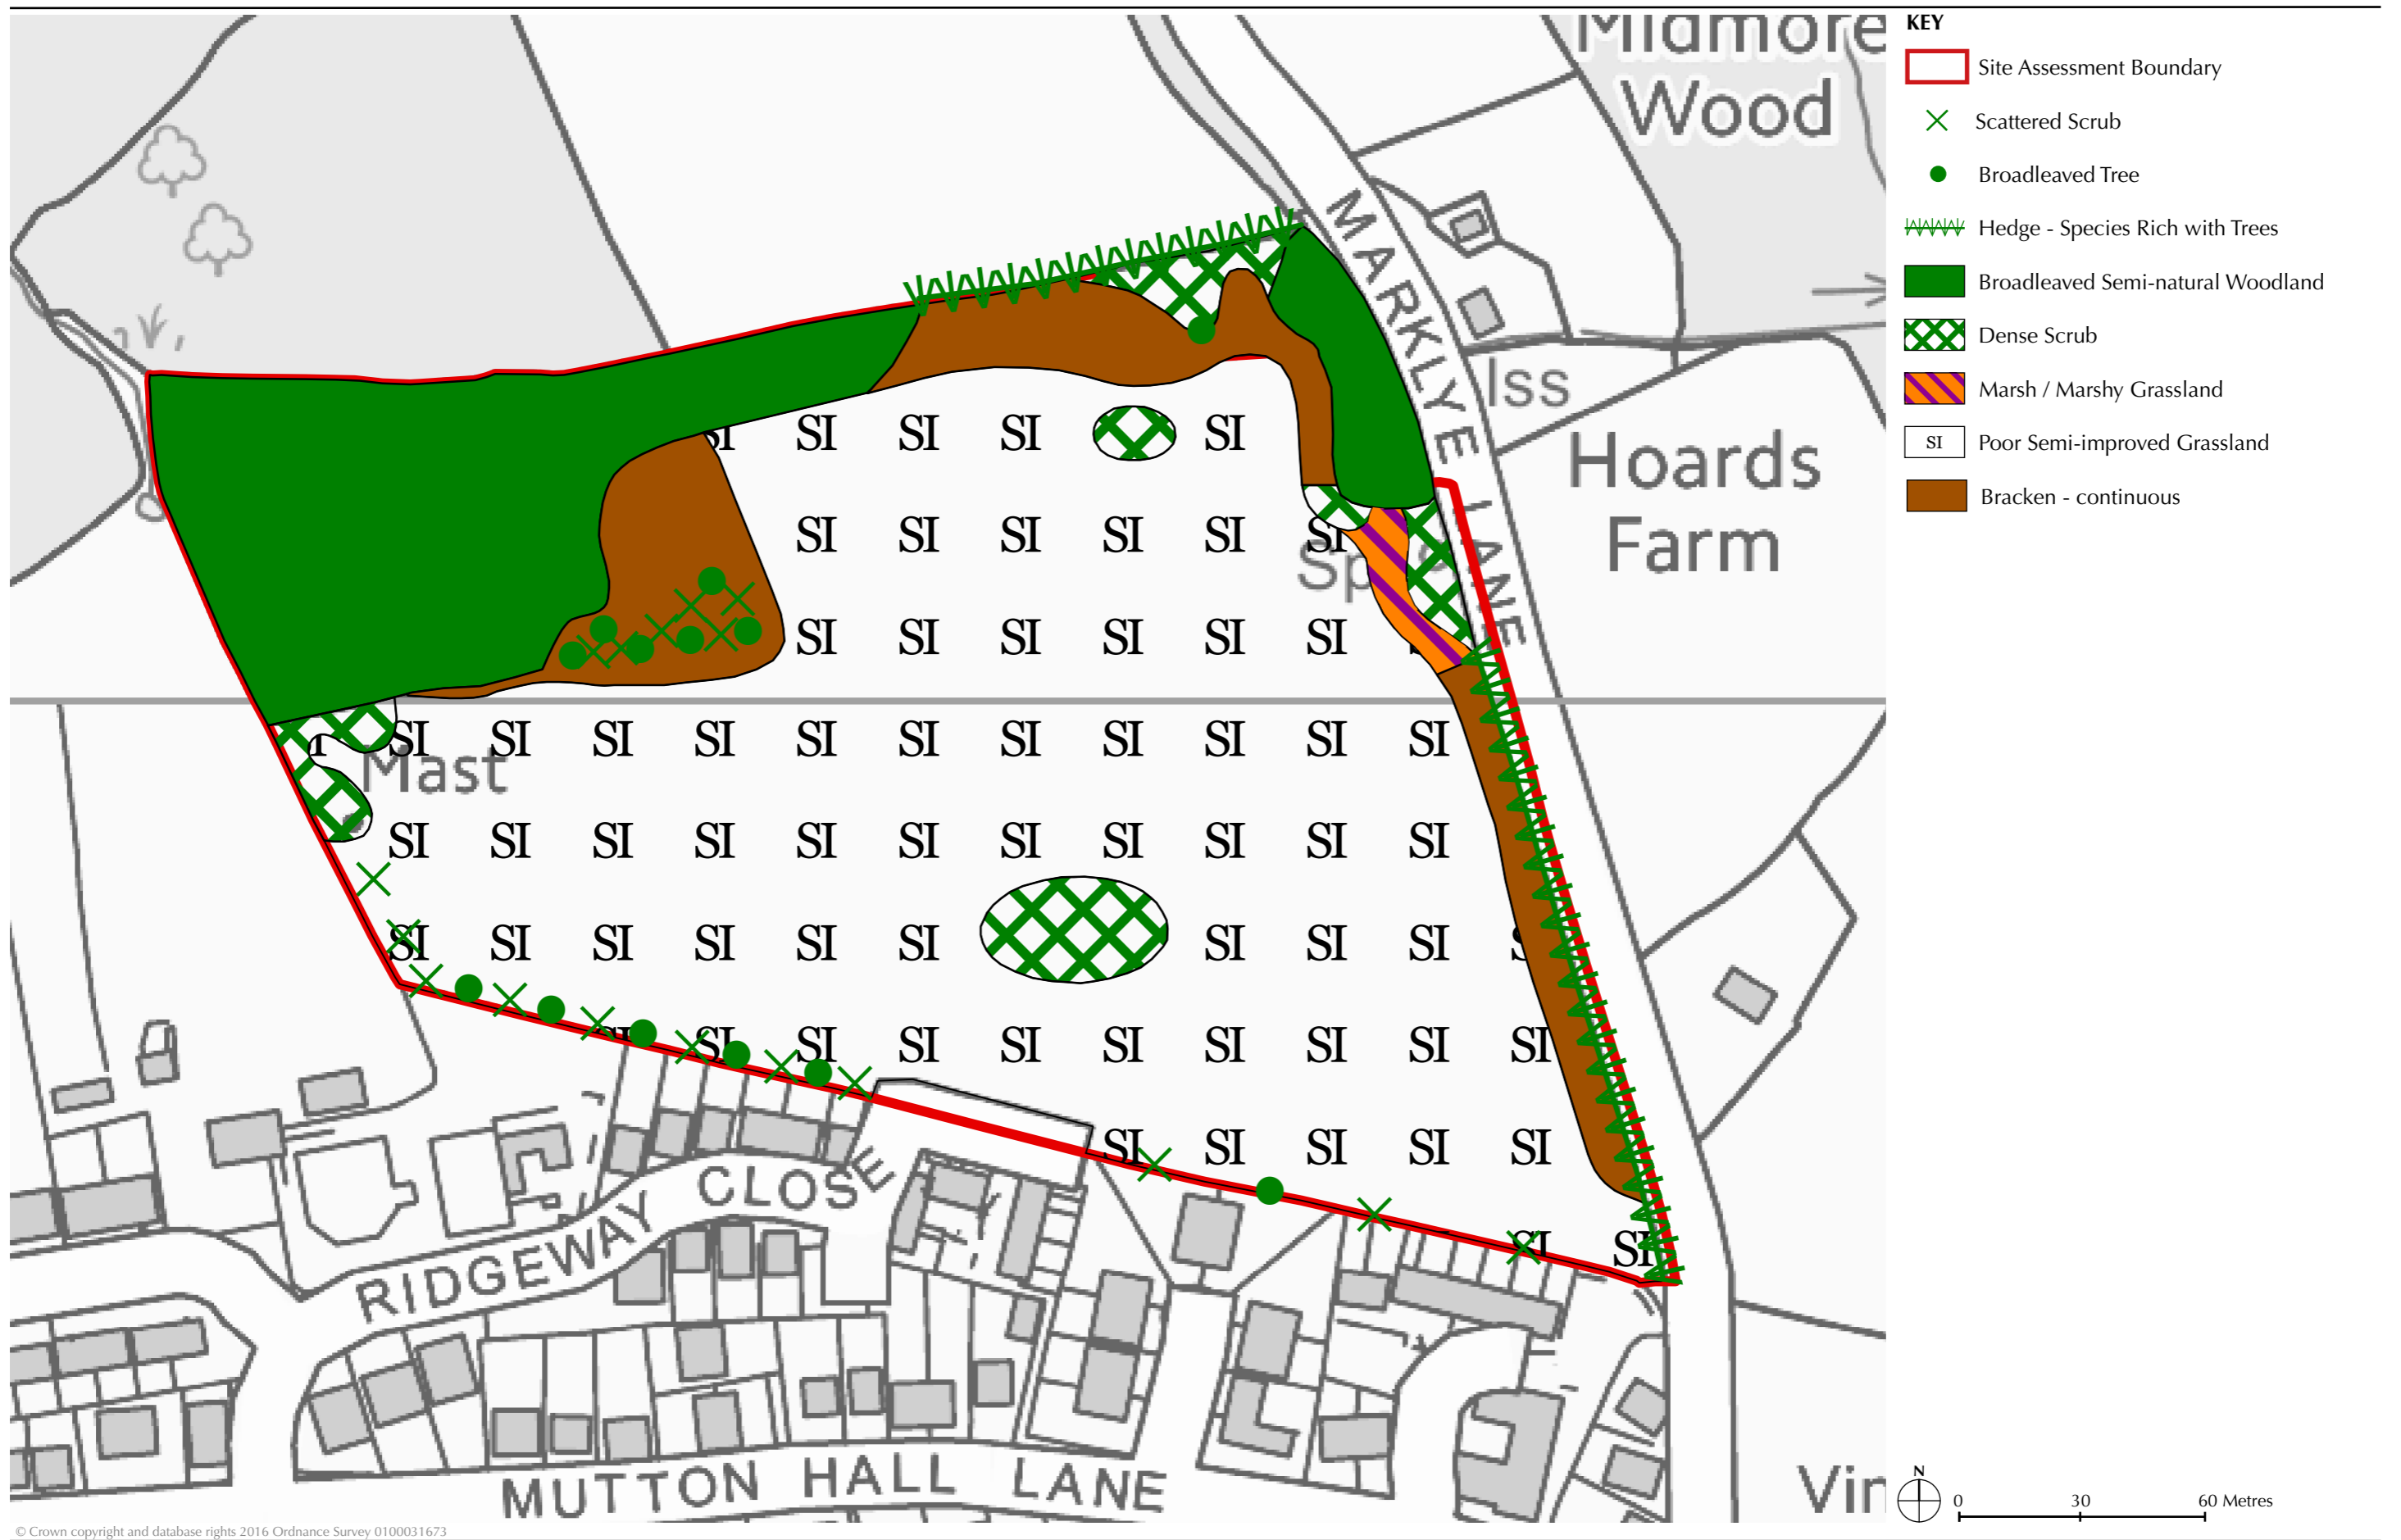 Midmore
Wood
MARKLYE LANE
Iss
Hoards
Farm
Mast
SI SI SI SI SI
SI SI SI SI SI SI
SI SI SI SI SI SI
SI SI SI SI SI SI SI SI SI SI SI
SI SI SI SI SI SI SI SI SI SI SI
SI SI SI SI SI SI SI SI SI
SI SI SI SI SI SI SI SI SI SI
SI SI SI SI SI
SI SI
RIDGEWAY CLOSE
MUTTON HALL LANE
KEY
Site Assessment Boundary
Scattered Scrub
Broadleaved Tree
Hedge - Species Rich with Trees
Broadleaved Semi-natural Woodland
Dense Scrub
Marsh / Marshy Grassland
SI Poor Semi-improved Grassland
Bracken - continuous
N
0 30 60 Metres
© Crown copyright and database rights 2016 Ordnance Survey 0100031673